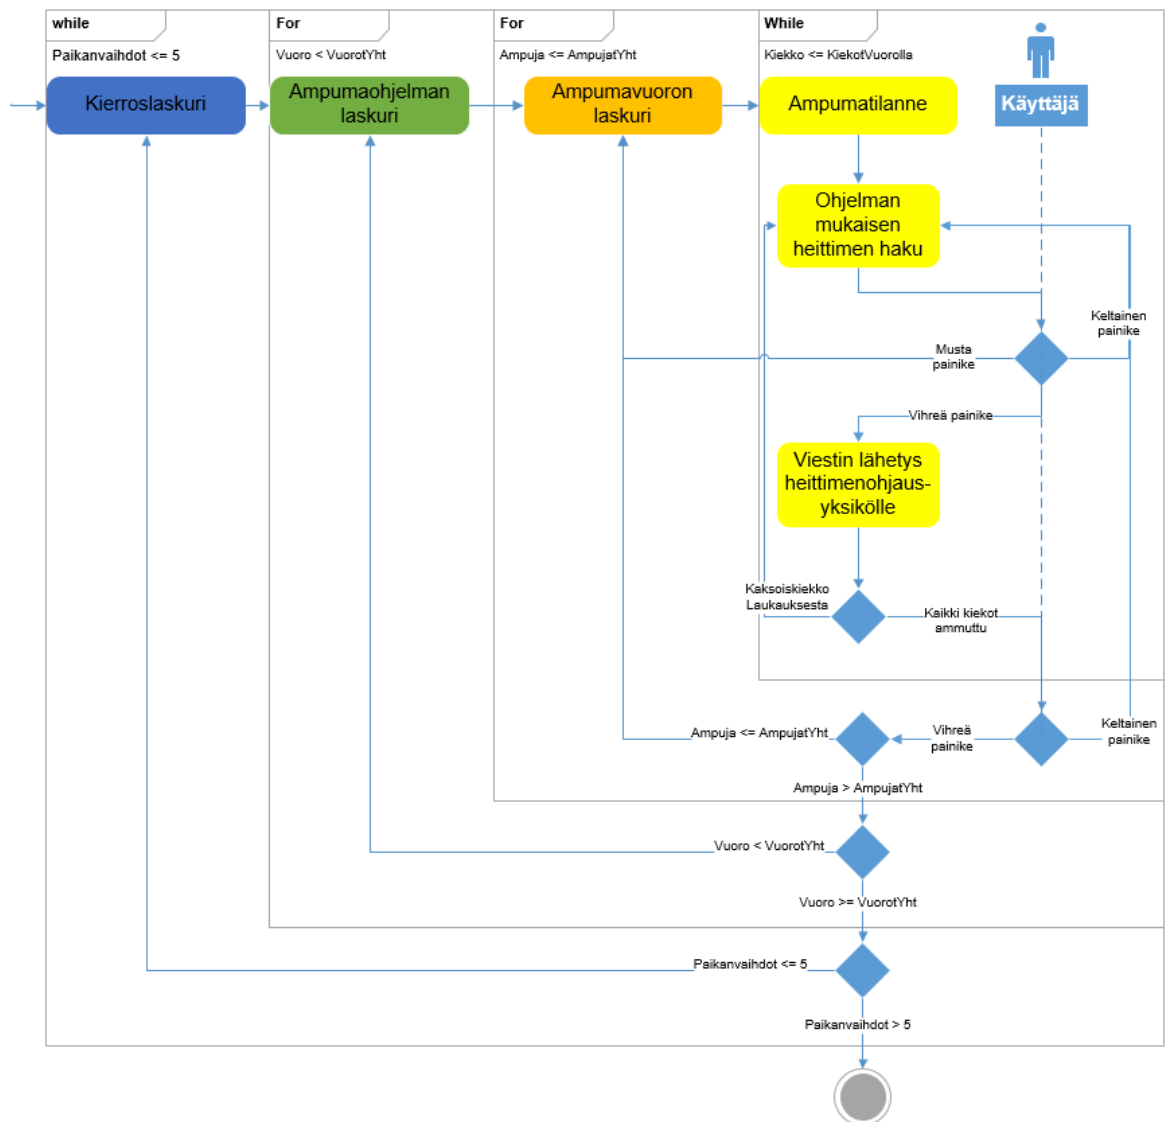 while
For
For
While
Paikanvaihdot <= 5
Vuoro < VuorotYht
Ampuja <= AmpujatYht
Kiekko <= KiekotVuorolla
Kierroslaskuri
Ampumaohjelman
laskuri
Ampumavuoron
laskuri
Ampumatilanne
Käyttäjä
Ohjelman
mukaisen
heittimen haku
Keltainen
painike
Musta
painike
Vihreä painike
Viestin lähetys
heittimenohjaus-
yksikölle
Kaksoiskiekko
Laukauksesta
Kaikki kiekot
ammuttu
Ampuja <= AmpujatYht
Vihreä
painike
Keltainen
painike
Ampuja > AmpujatYht
Vuoro < VuorotYht
Vuoro >= VuorotYht
Paikanvaihdot <= 5
Paikanvaihdot > 5